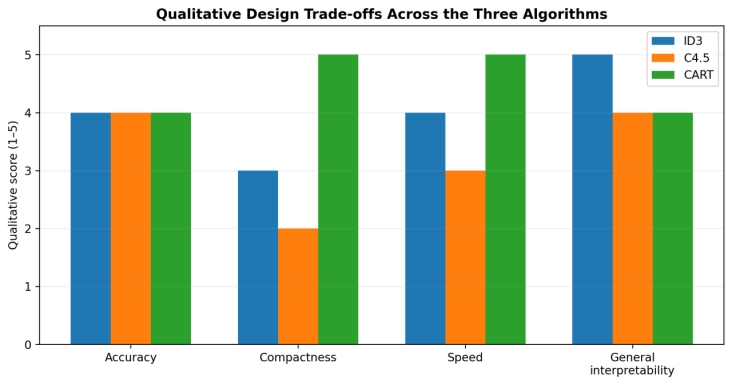 Qualitative Design Trade-offs Across the Three Algorithms
ID3
C4.5
CART
Qualitative score (1–5)
5
4
3
2
1
0
Accuracy
Compactness
Speed
General
interpretability